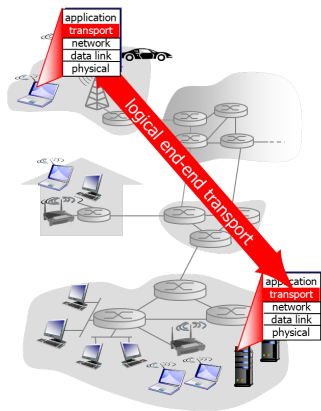 application
transport
network
data link
physical
logical end-end transport
application
transport
network
data link
physical